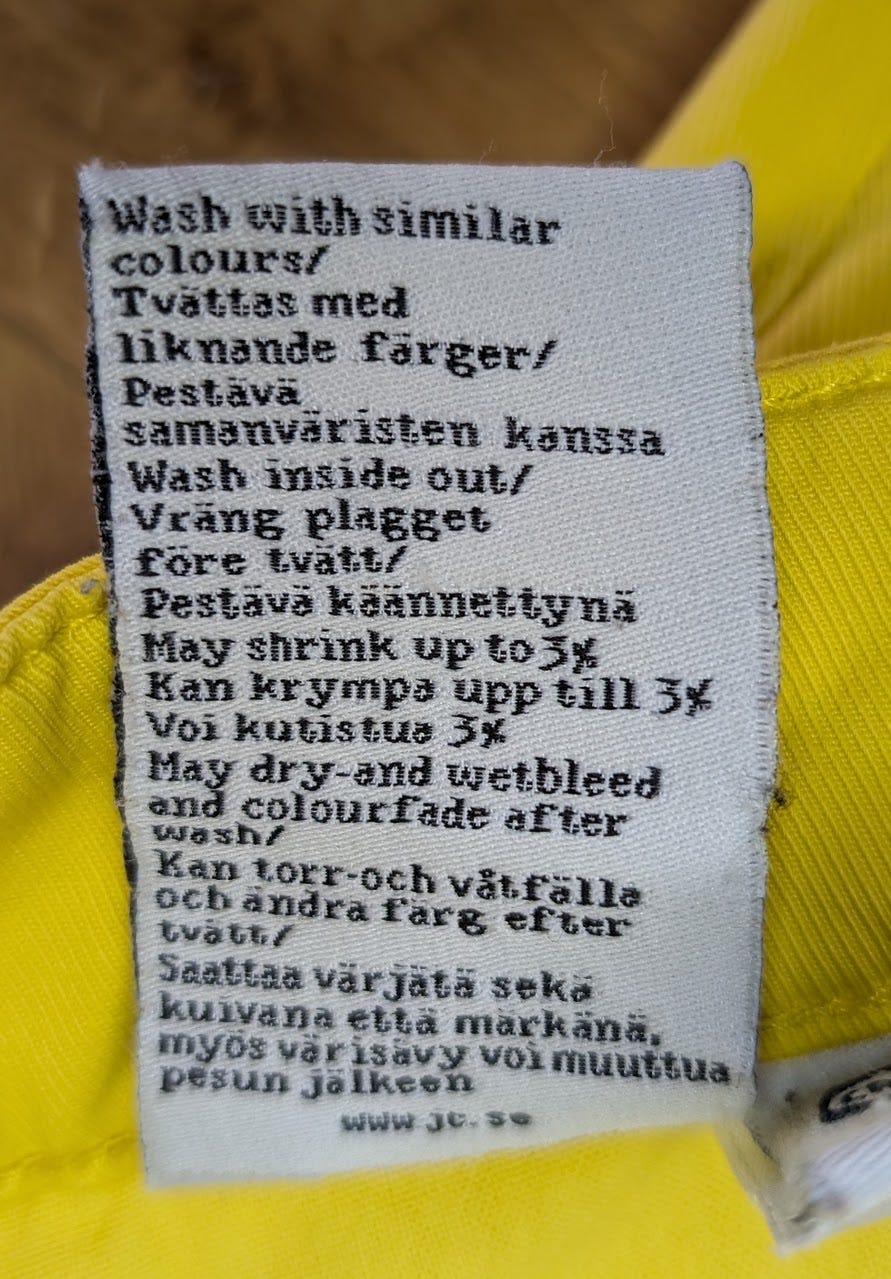 Wash with similar
colours/
Tvättas med
liknande färger/
Pestävä
samanväristen kanssa
Wash inside out/
Vräng plagget
före tvätt/
Pestävä käännettynä
May shrink up to 3%
Kan krympa upp till 3%
Voi kutistua 3%
May dry-and wetbleed
and colourfade after
wash/
Kan torr-och våtfälla
och ändra färg efter
tvätt/
Saattaa värjätä sekä
kuivana että märkänä,
myös värisävy voi muuttua
pesun jälkeen
www.jc.se